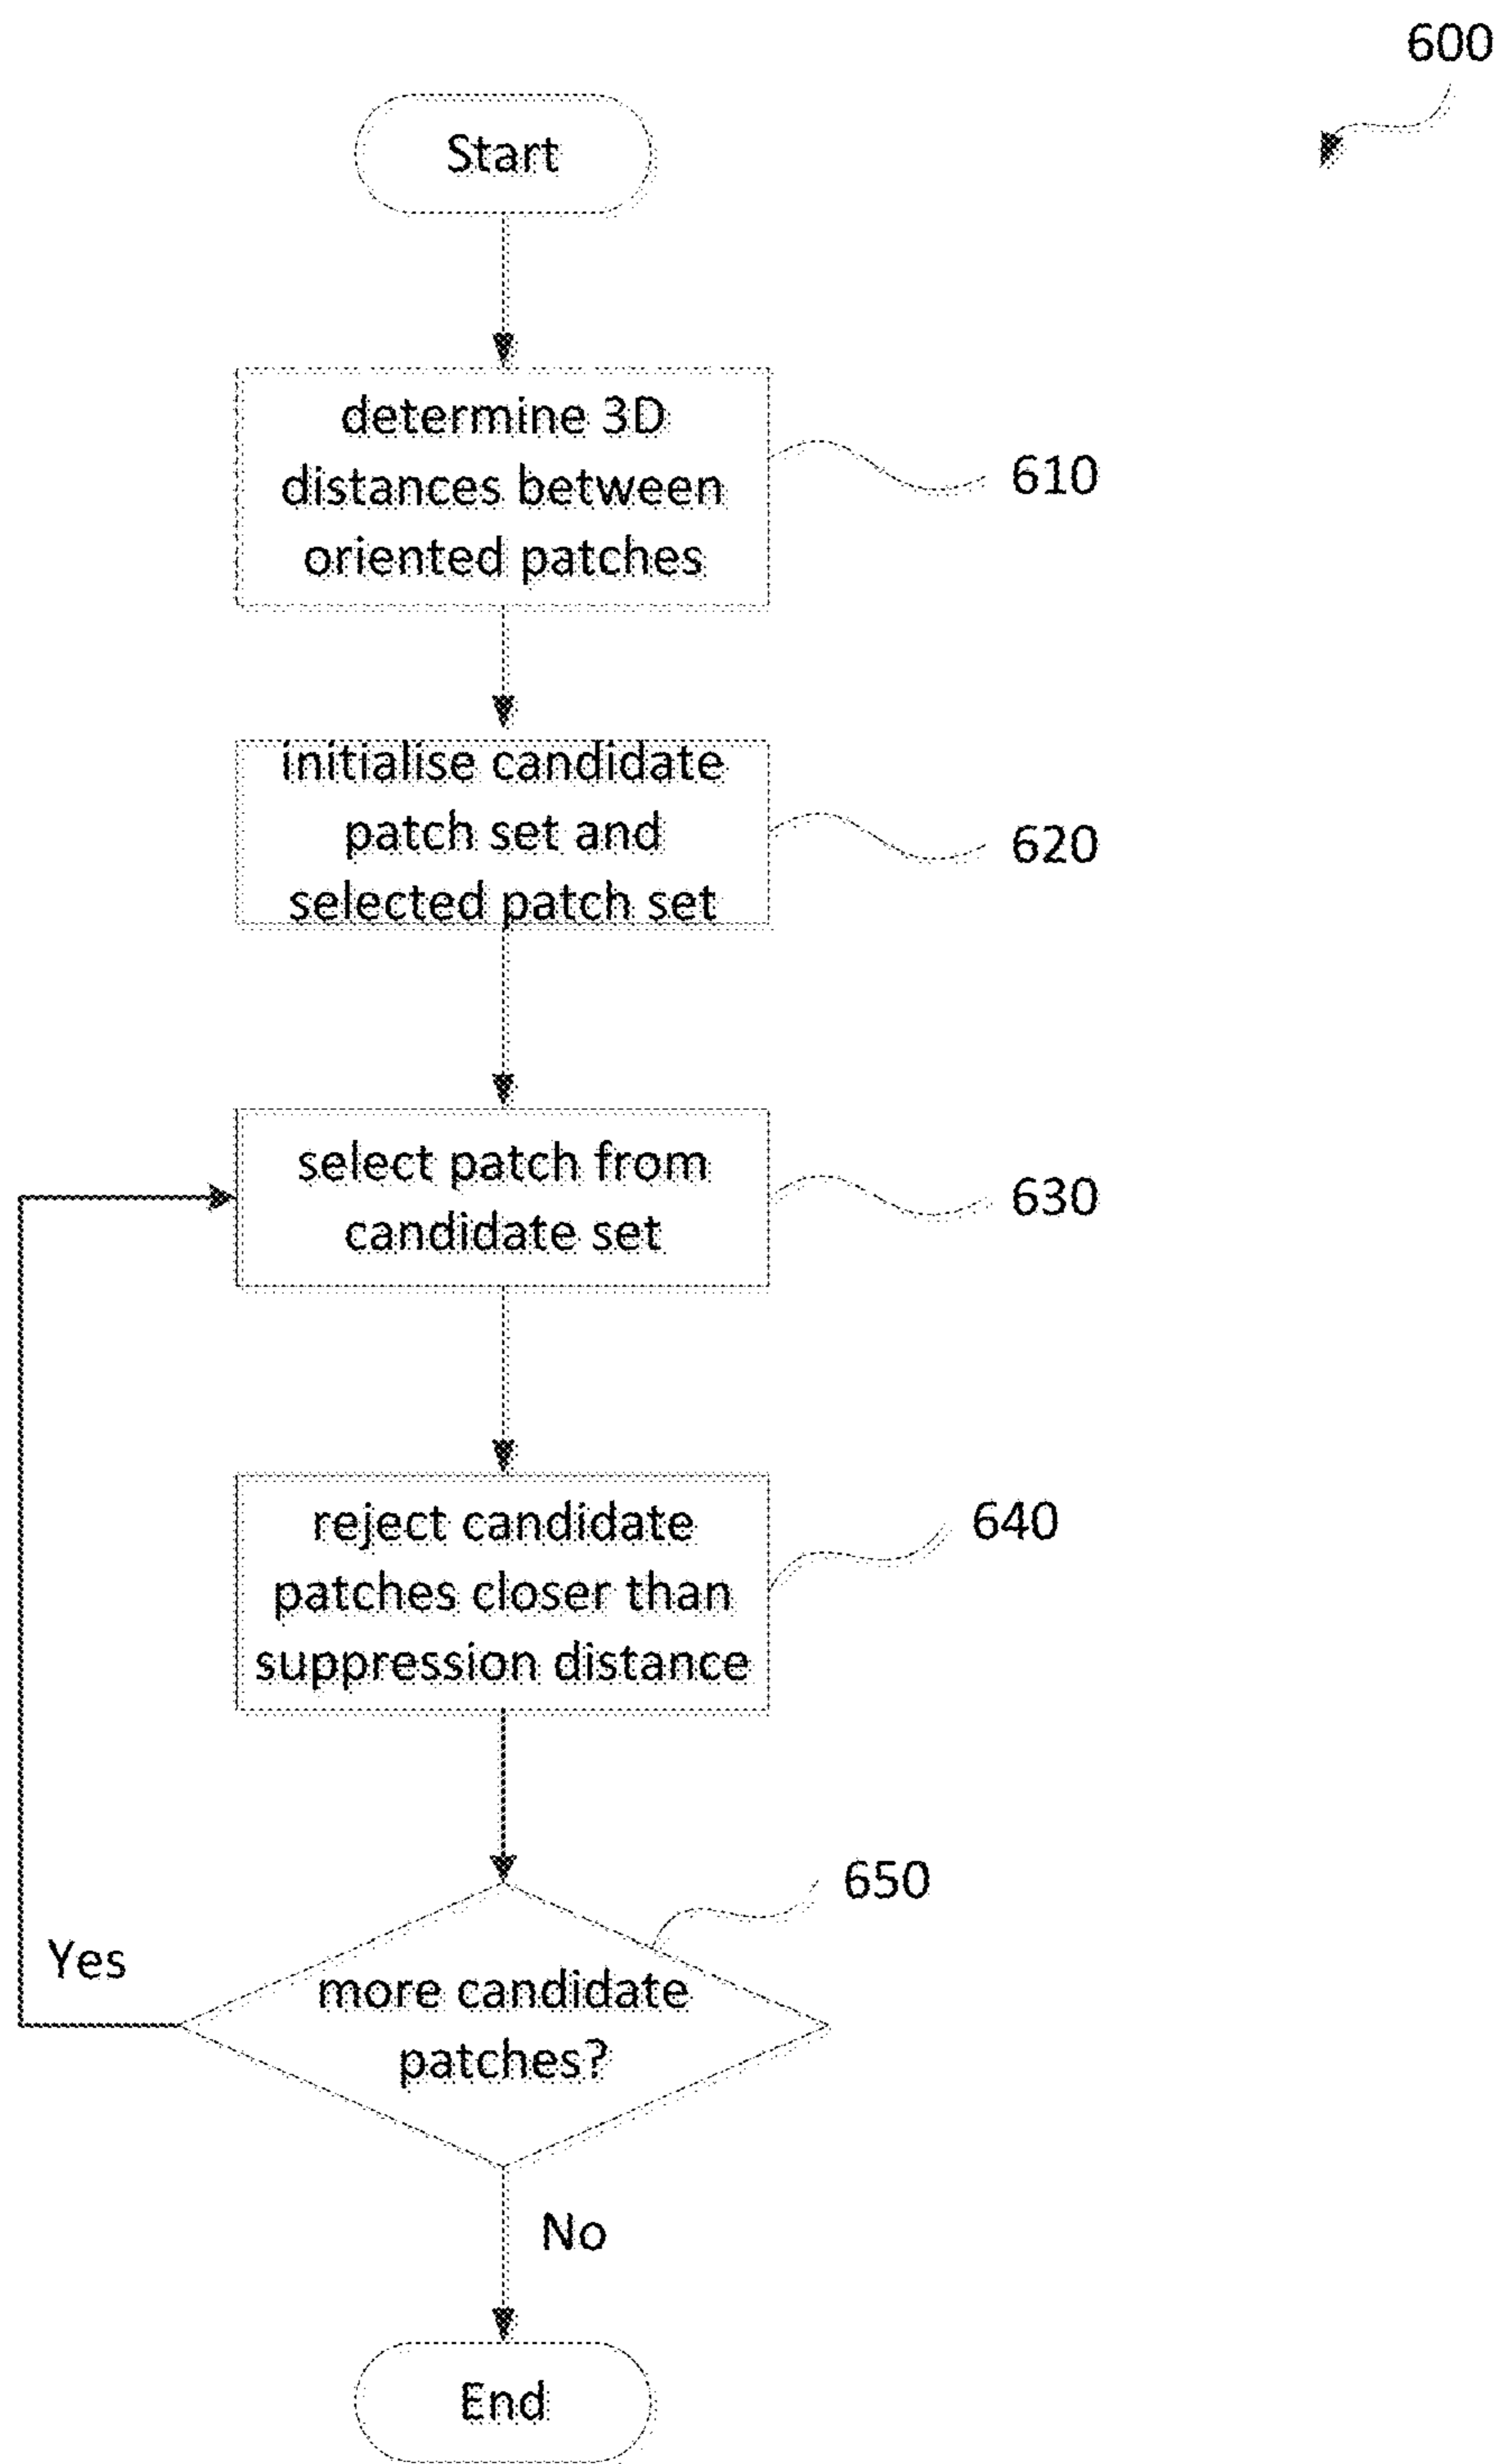 600
Start
determine 3D
distances between
oriented patches
610
initialise candidate
patch set and
selected patch set
620
select patch from
candidate set
630
reject candidate
patches closer than
suppression distance
640
650
more candidate
patches?
Yes
No
End